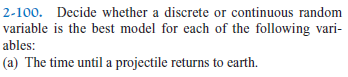 2-100. Decide whether a discrete or continuous random
variable is the best model for each of the following vari-
ables:
(a) The time until a projectile returns to earth.